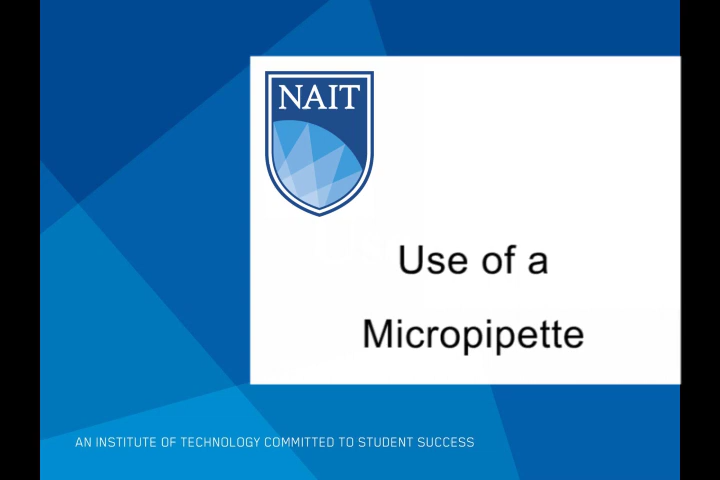 NAIT
Use of a
Micropipette
AN INSTITUTE OF TECHNOLOGY COMMITTED TO STUDENT SUCCESS